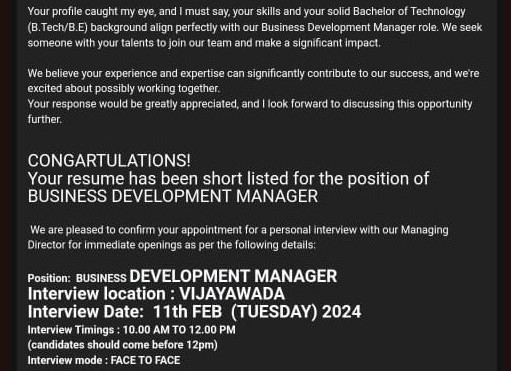 Your profile caught my eye, and I must say, your skills and your solid Bachelor of Technology
(B.Tech/B.E) background align perfectly with our Business Development Manager role. We seek
someone with your talents to join our team and make a significant impact.
We believe your experience and expertise can significantly contribute to our success, and we're
excited about possibly working together.
Your response would be greatly appreciated, and I look forward to discussing this opportunity
further.
CONGARTULATIONS!
Your resume has been short listed for the position of
BUSINESS DEVELOPMENT MANAGER
We are pleased to confirm your appointment for a personal interview with our Managing
Director for immediate openings as per the following details:
Position: BUSINESS DEVELOPMENT MANAGER
Interview location : VIJAYAWADA
Interview Date: 11th FEB (TUESDAY) 2024
Interview Timings : 10.00 AM TO 12.00 PM
(candidates should come before 12pm)
Interview mode : FACE TO FACE